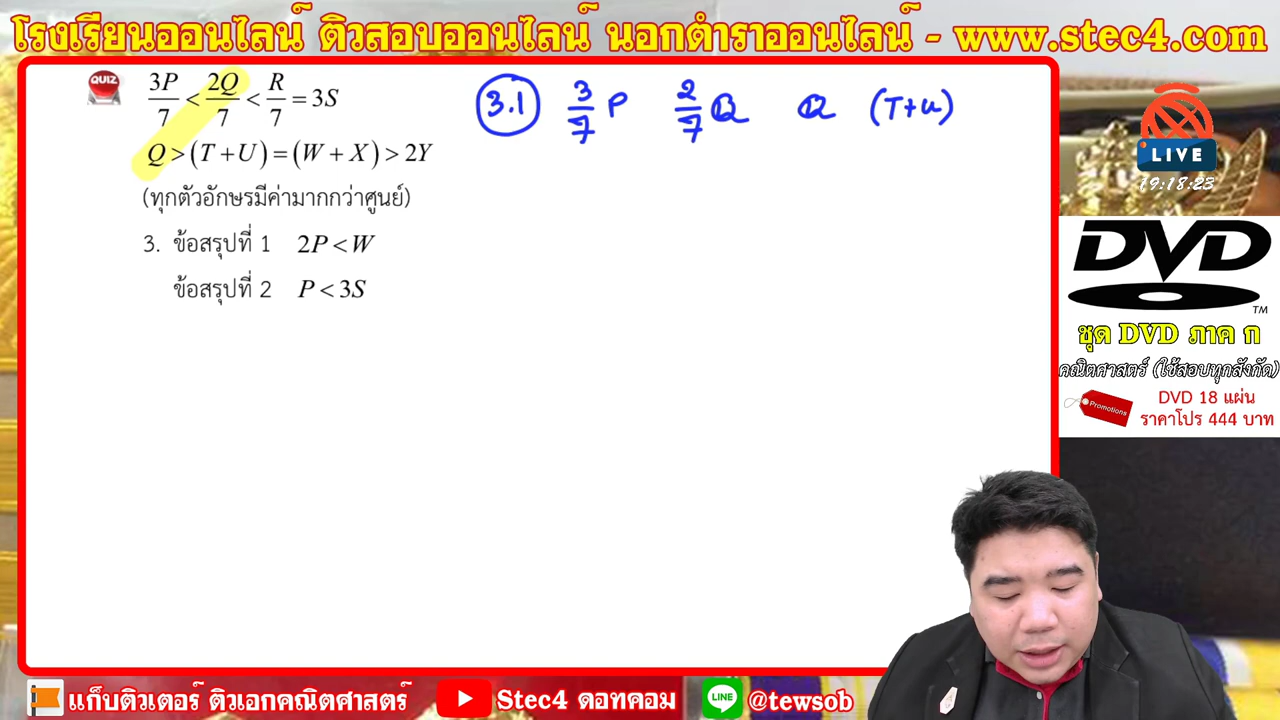 โรงเรียนออนไลน์ ติวสอบออนไลน์ นอกตำราออนไลน์ - www.stec4.com
QUIZ
3P/7 < 2Q/7 < R/7 = 3S
Q > (T + U) = (W + X) > 2Y
(ทุกตัวอักษรมีค่ามากกว่าศูนย์)
3. ข้อสรุปที่ 1 2P < W
ข้อสรุปที่ 2 P < 3S
3.1 3/7 P 2/7 Q Q (T+U)
LIVE
19:18:23
DVD
TM
ชุด DVD ภาค ก
คณิตศาสตร์ (ใช้สอบทุกสังกัด)
Promotions
DVD 18 แผ่น
ราคาโปร 444 บาท
แก๊บติวเตอร์ ติวเอกคณิตศาสตร์ Stec4 ดอทคอม LINE @tewsob